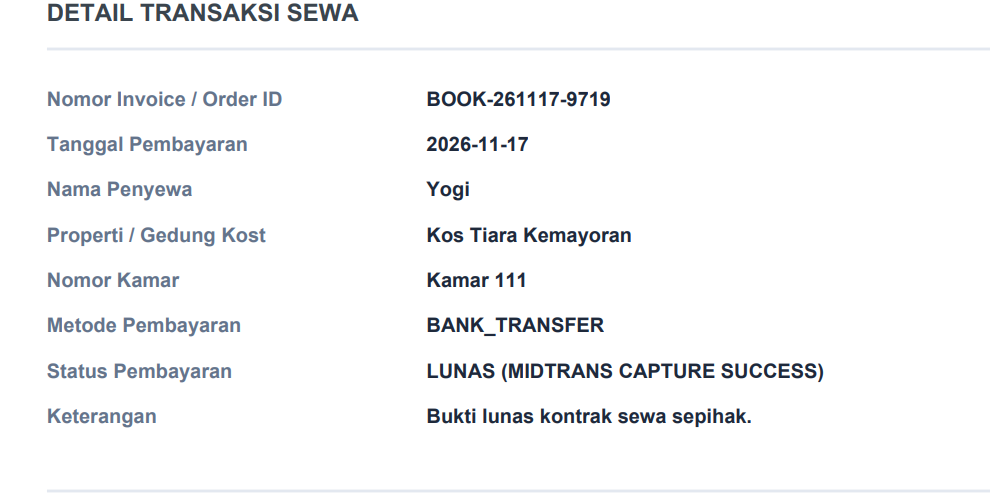 DETAIL TRANSAKSI SEWA
Nomor Invoice / Order ID BOOK-261117-9719
Tanggal Pembayaran 2026-11-17
Nama Penyewa Yogi
Properti / Gedung Kost Kos Tiara Kemayoran
Nomor Kamar Kamar 111
Metode Pembayaran BANK_TRANSFER
Status Pembayaran LUNAS (MIDTRANS CAPTURE SUCCESS)
Keterangan Bukti lunas kontrak sewa sepihak.